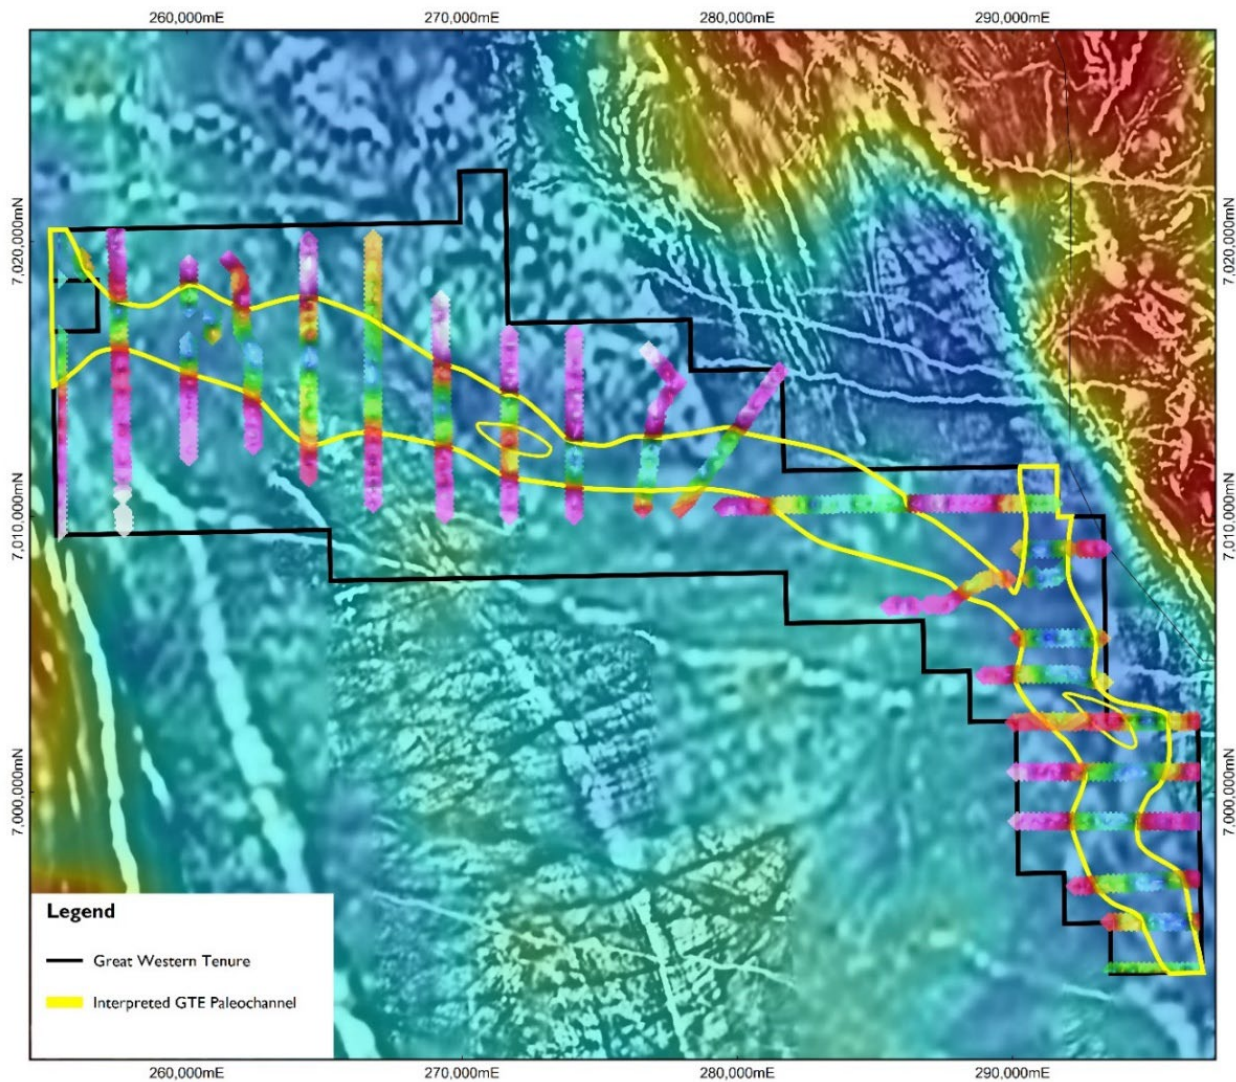 260,000mE 270,000mE 280,000mE 290,000mE
7,020,000mN 7,020,000mN
7,010,000mN 7,010,000mN
7,000,000mN 7,000,000mN
Legend
Great Western Tenure
Interpreted GTE Paleochannel
260,000mE 270,000mE 280,000mE 290,000mE